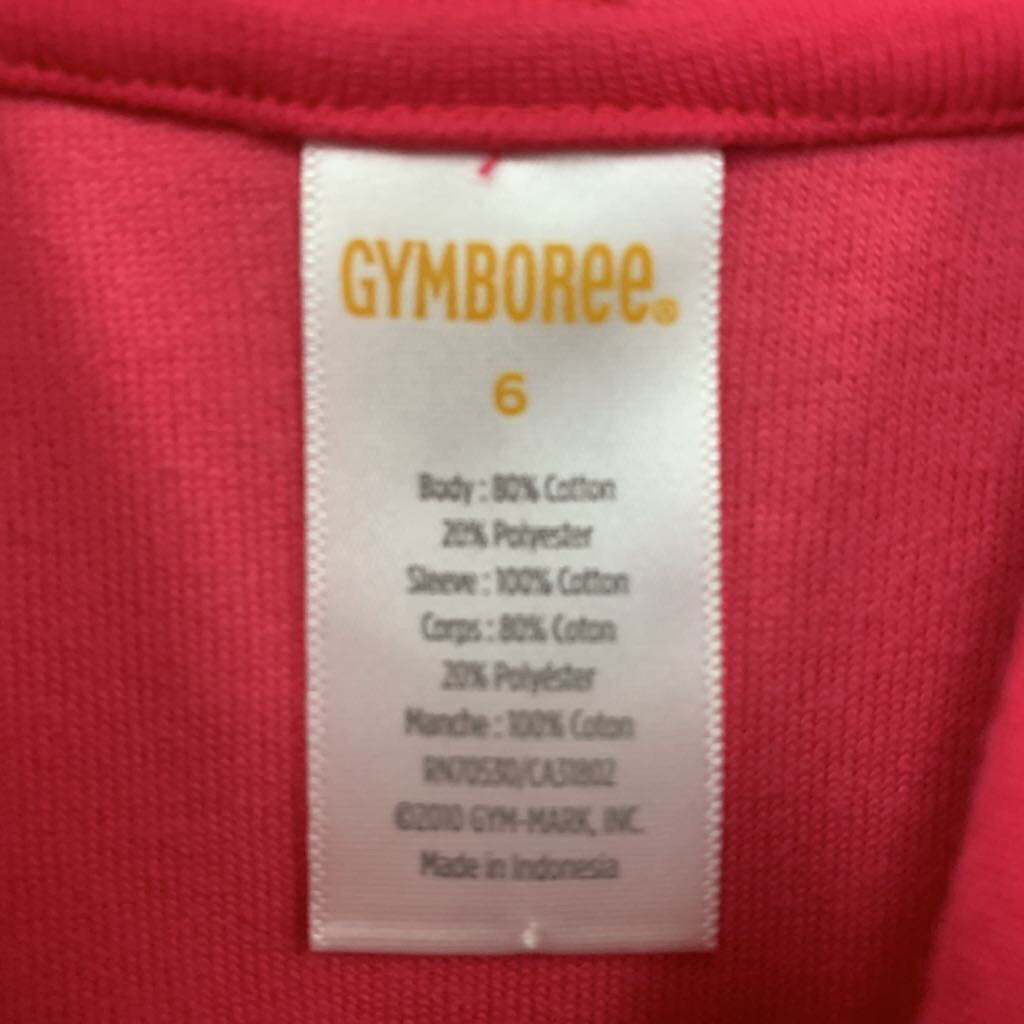 GYMBOREE®
6
Body : 80% Cotton
20% Polyester
Sleeve : 100% Cotton
Corps : 80% Coton
20% Polyéster
Manche : 100% Coton
RN70530/CA31802
©2010 GYM-MARK, INC.
Made in Indonesia